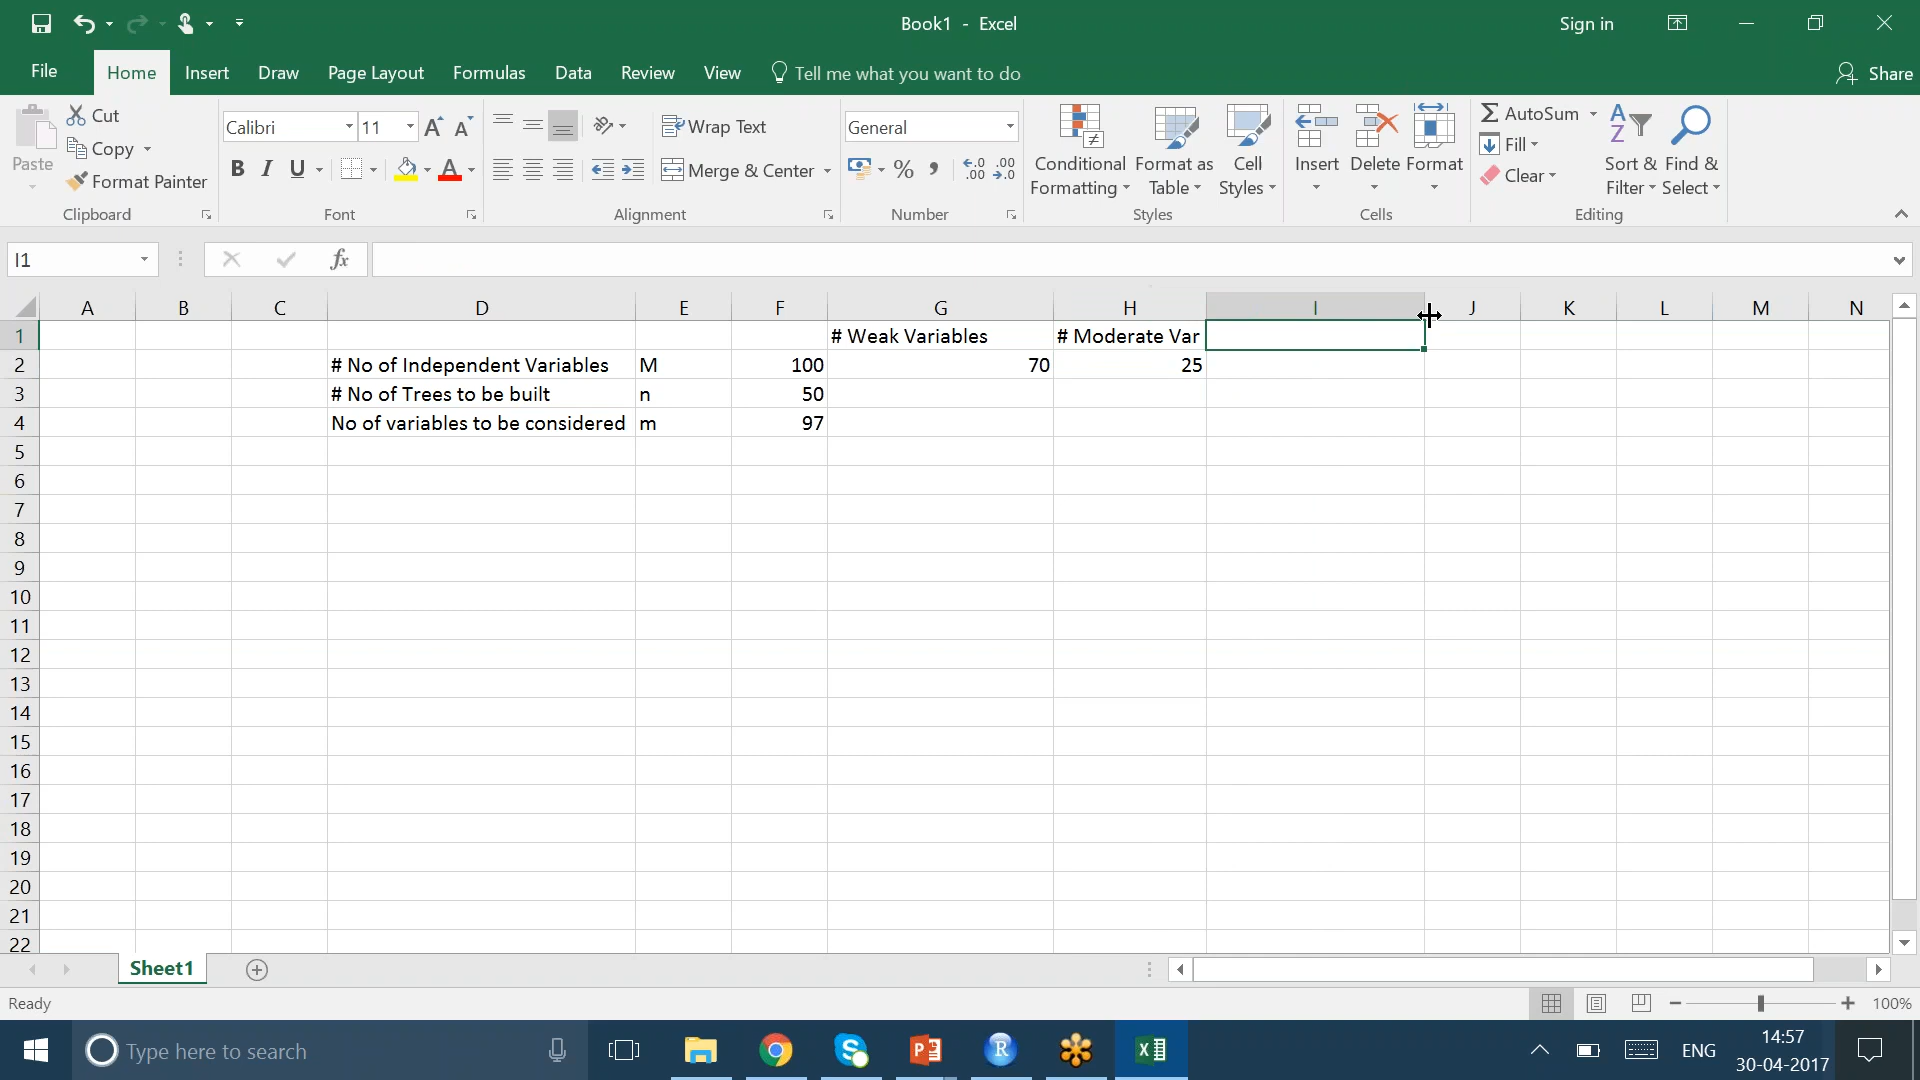 Book1 - Excel
Sign in
File
Home
Insert
Draw
Page Layout
Formulas
Data
Review
View
Tell me what you want to do
Share
Paste
Cut
Copy
Format Painter
Clipboard
Calibri
11
A A
B I U
A
Font
Wrap Text
Merge & Center
Alignment
General
% ,
←.0 .00
.00 →.0
Number
Conditional Formatting
Format as Table
Cell Styles
Styles
Insert
Delete
Format
Cells
AutoSum
Fill
Clear
Sort & Filter
Find & Select
Editing
I1
fx
A B C D E F G H I J K L M N
1 # Weak Variables # Moderate Var
2 # No of Independent Variables M 100 70 25
3 # No of Trees to be built n 50
4 No of variables to be considered m 97
5
6
7
8
9
10
11
12
13
14
15
16
17
18
19
20
21
22
Sheet1
Ready
100%
Type here to search
ENG
14:57
30-04-2017